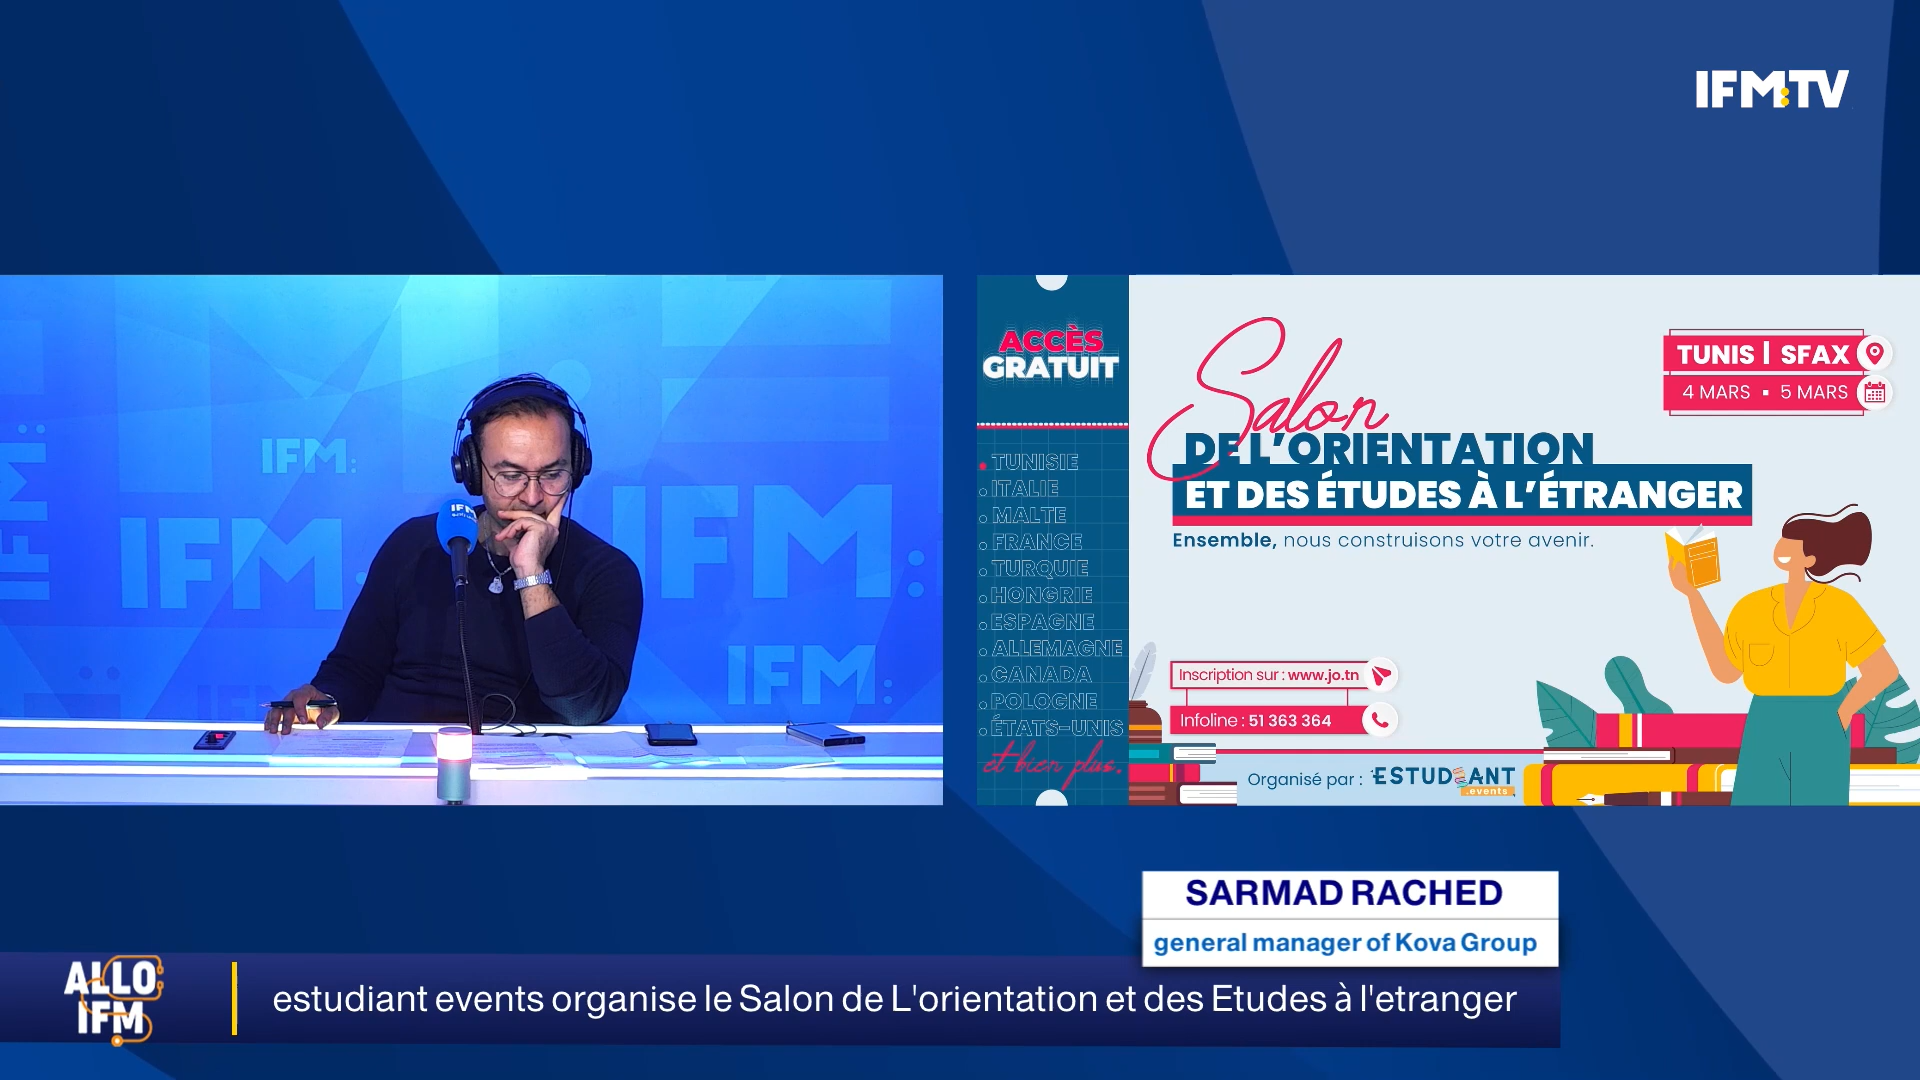 IFM:TV
IFM:
IFM:
IFM:
IFM:
IFM:
IFM
ACCÈS
GRATUIT
TUNISIE
ITALIE
MALTE
FRANCE
TURQUIE
HONGRIE
ESPAGNE
ALLEMAGNE
CANADA
POLOGNE
ÉTATS-UNIS
et bien plus.
Salon
DE L'ORIENTATION
ET DES ÉTUDES À L'ÉTRANGER
Ensemble, nous construisons votre avenir.
TUNIS | SFAX
4 MARS ▪ 5 MARS
Inscription sur : www.jo.tn
Infoline : 51 363 364
Organisé par : ESTUDIANT
.events
SARMAD RACHED
general manager of Kova Group
ALLO
IFM
estudiant events organise le Salon de L'orientation et des Etudes à l'etranger